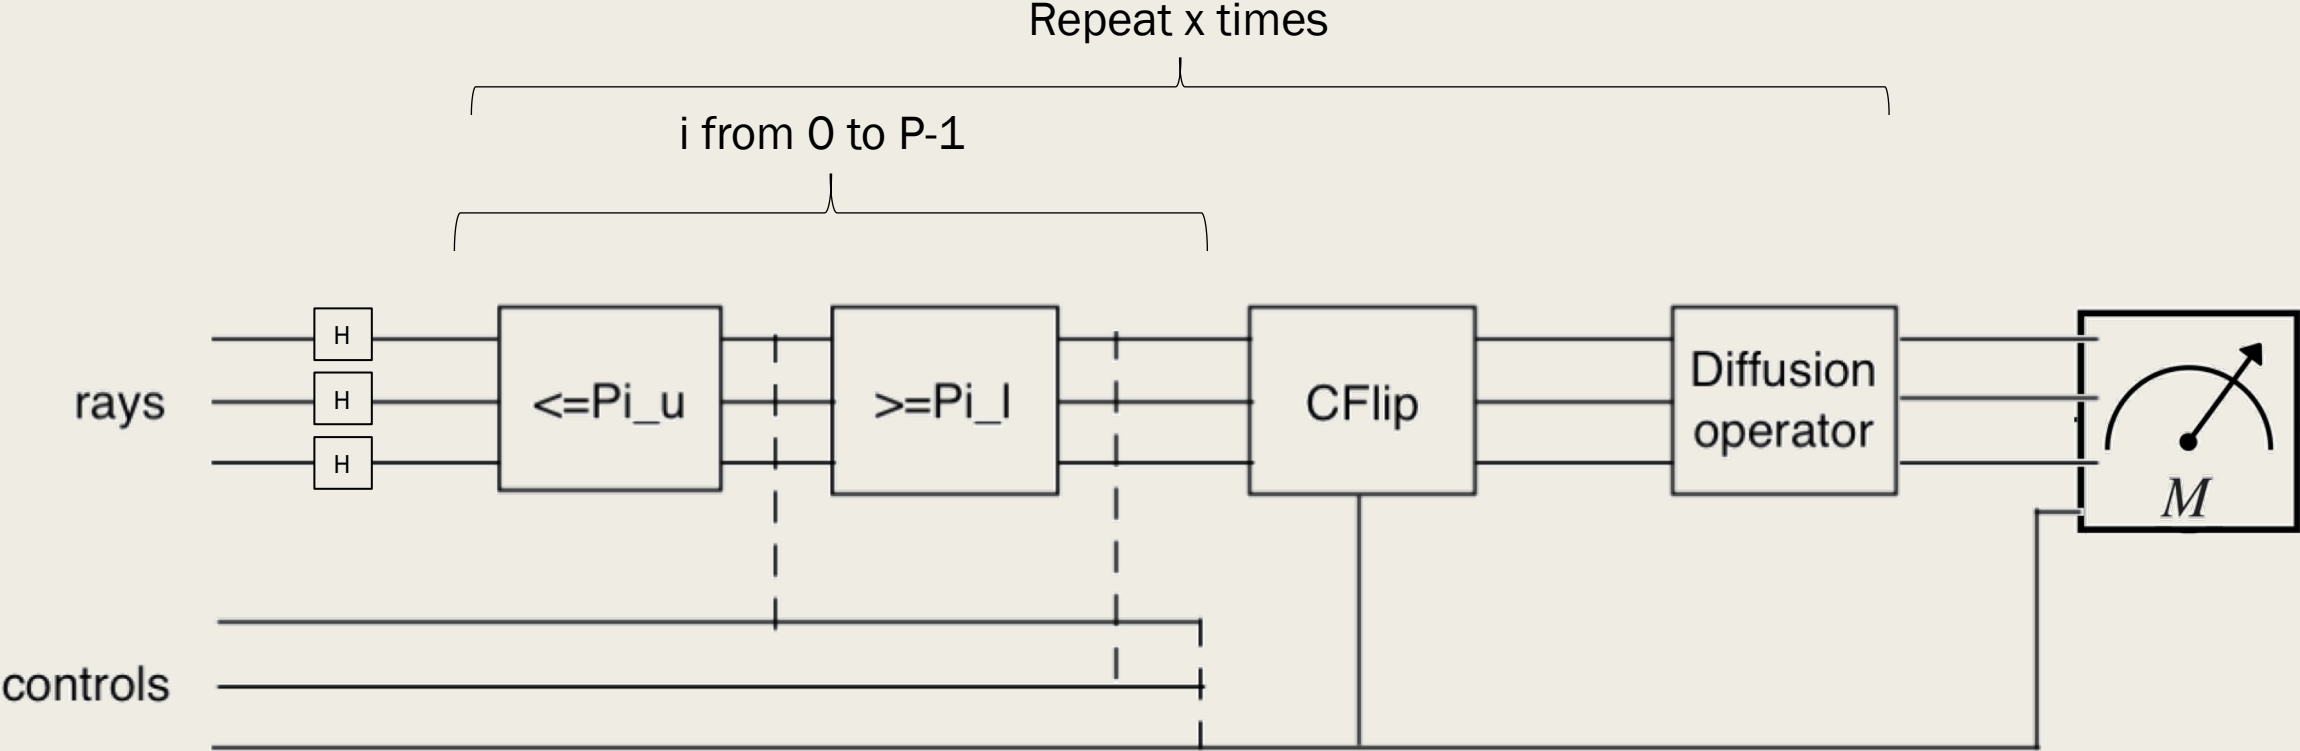 Repeat x times
i from 0 to P-1
H
H
H
rays
<=Pi_u
>=Pi_l
CFlip
Diffusion
operator
M
controls